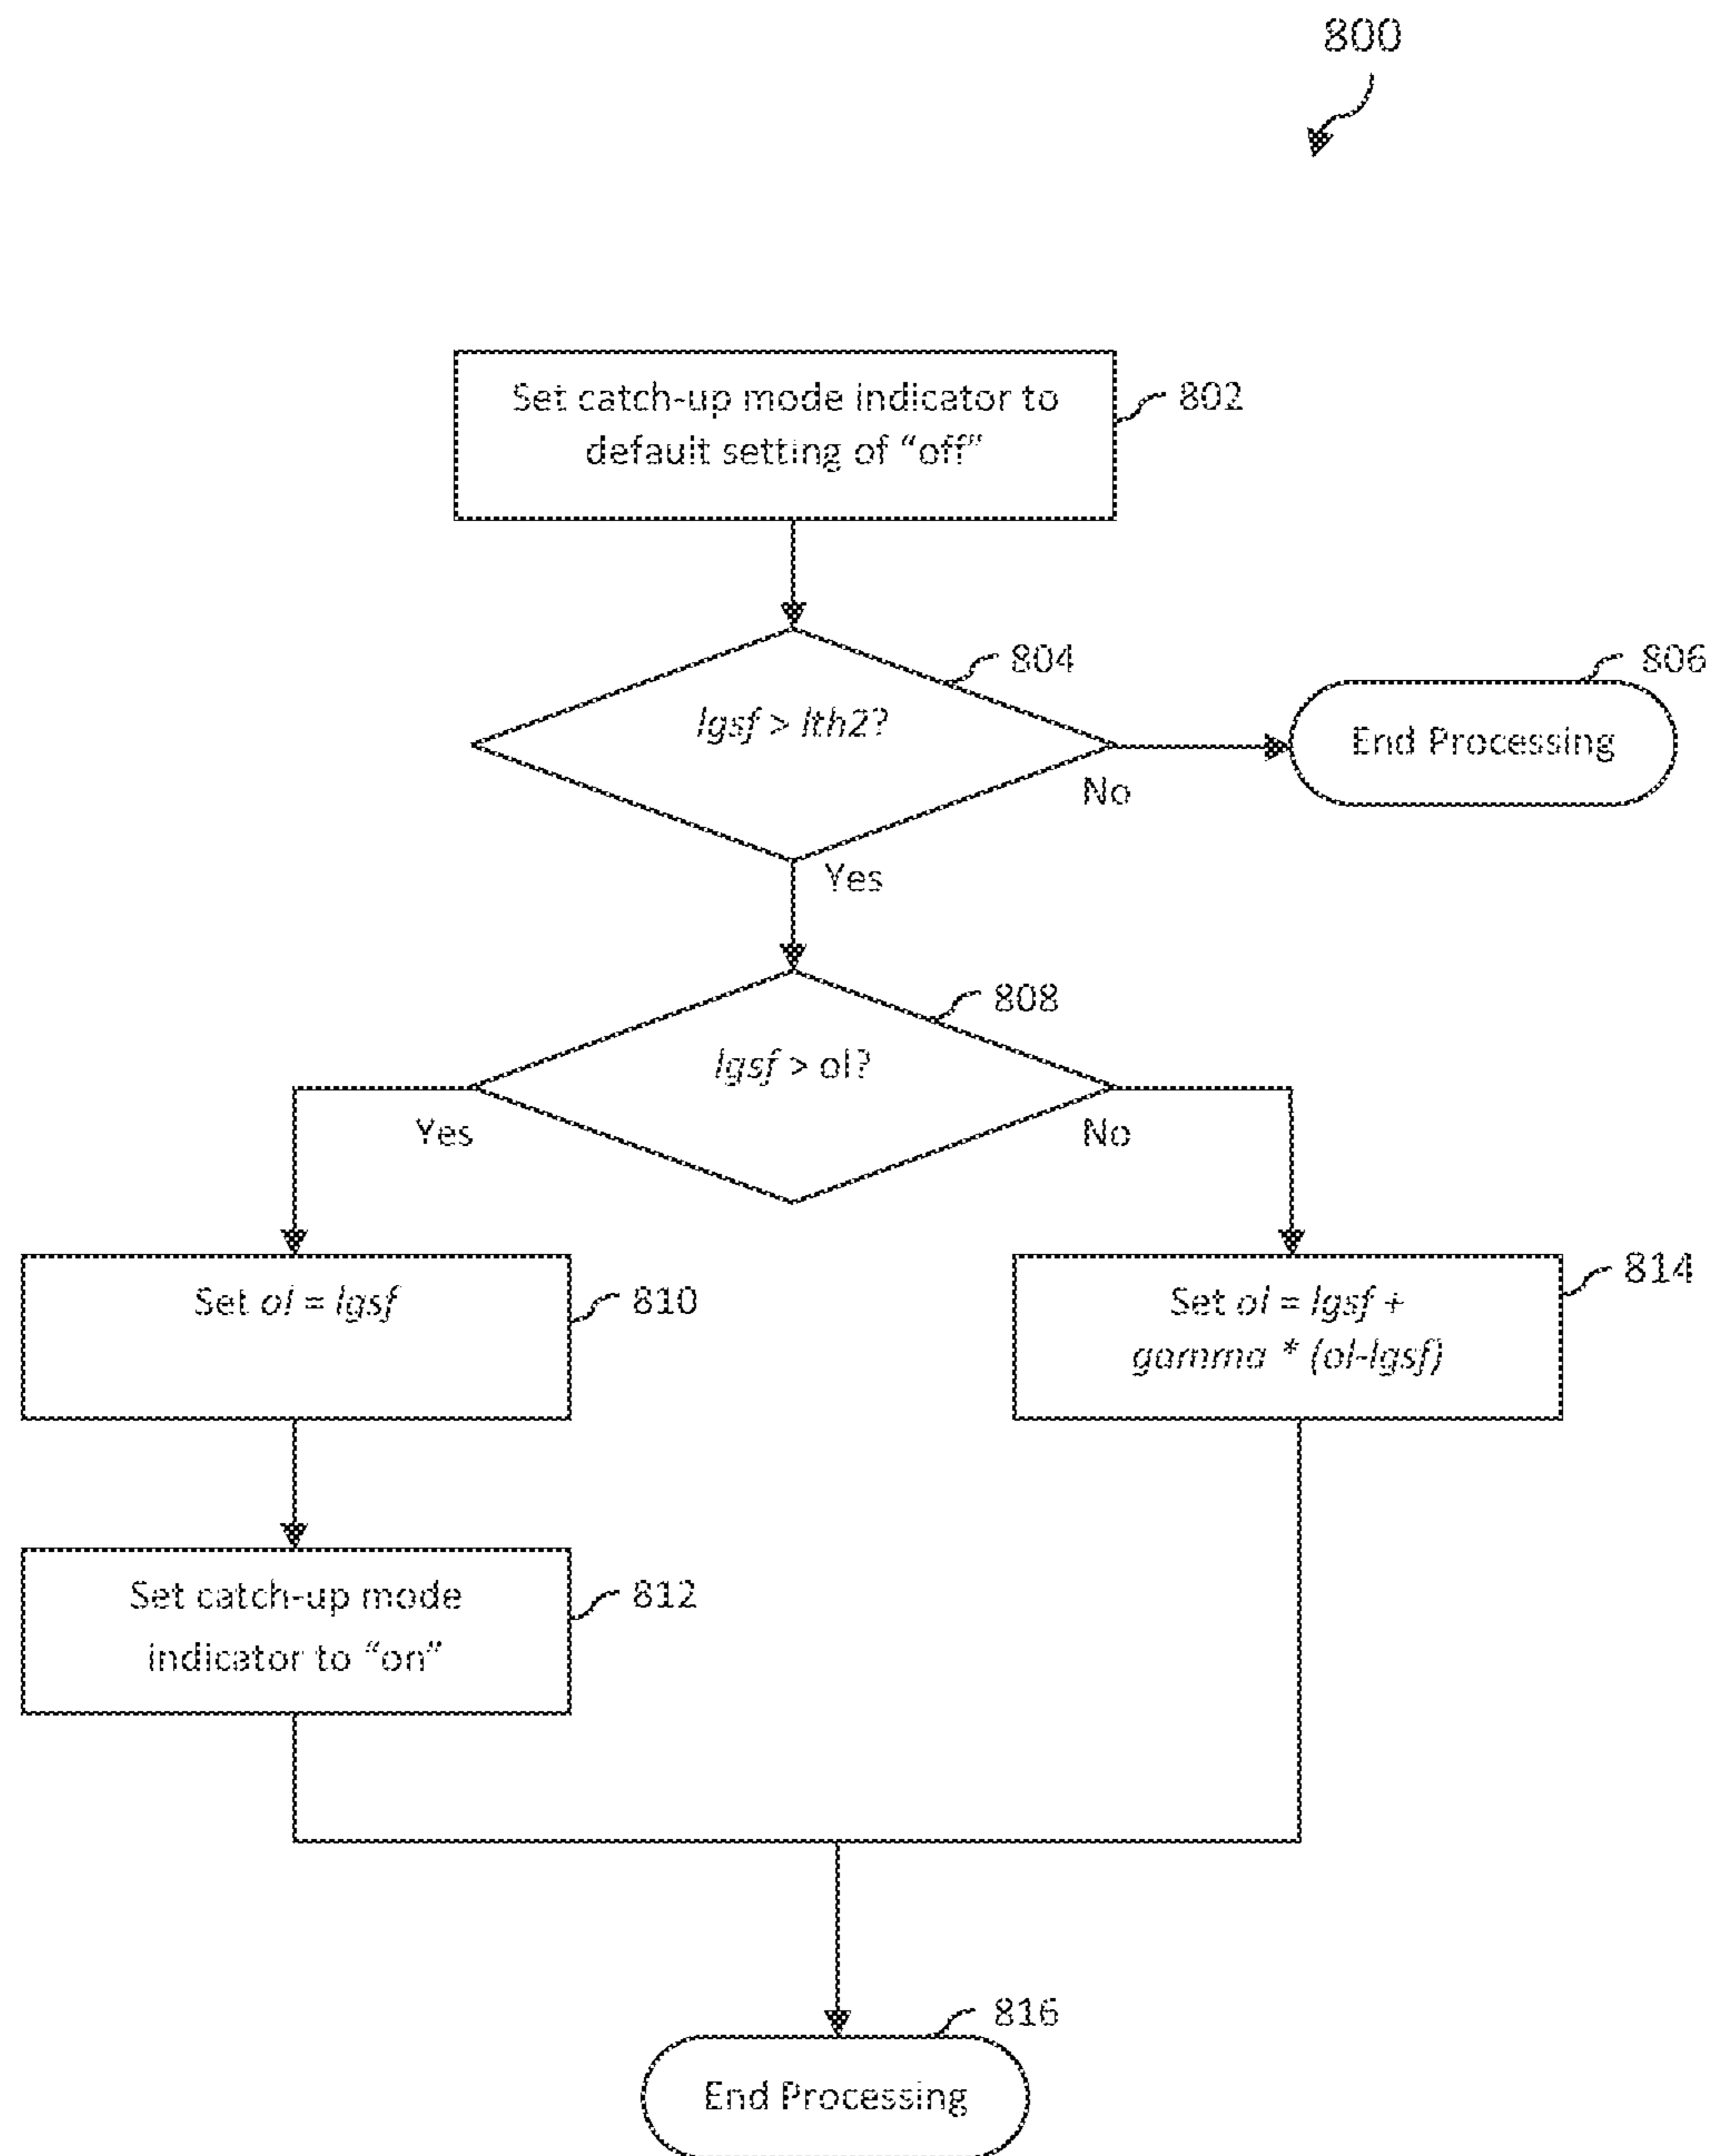 800
Set catch-up mode indicator to
default setting of “off”
802
lgsf > lth2?
804
No
End Processing
806
Yes
lgsf > ol?
808
Yes
No
Set ol = lgsf
810
Set ol = lgsf +
gamma * (ol-lgsf)
814
Set catch-up mode
indicator to “on”
812
End Processing
816